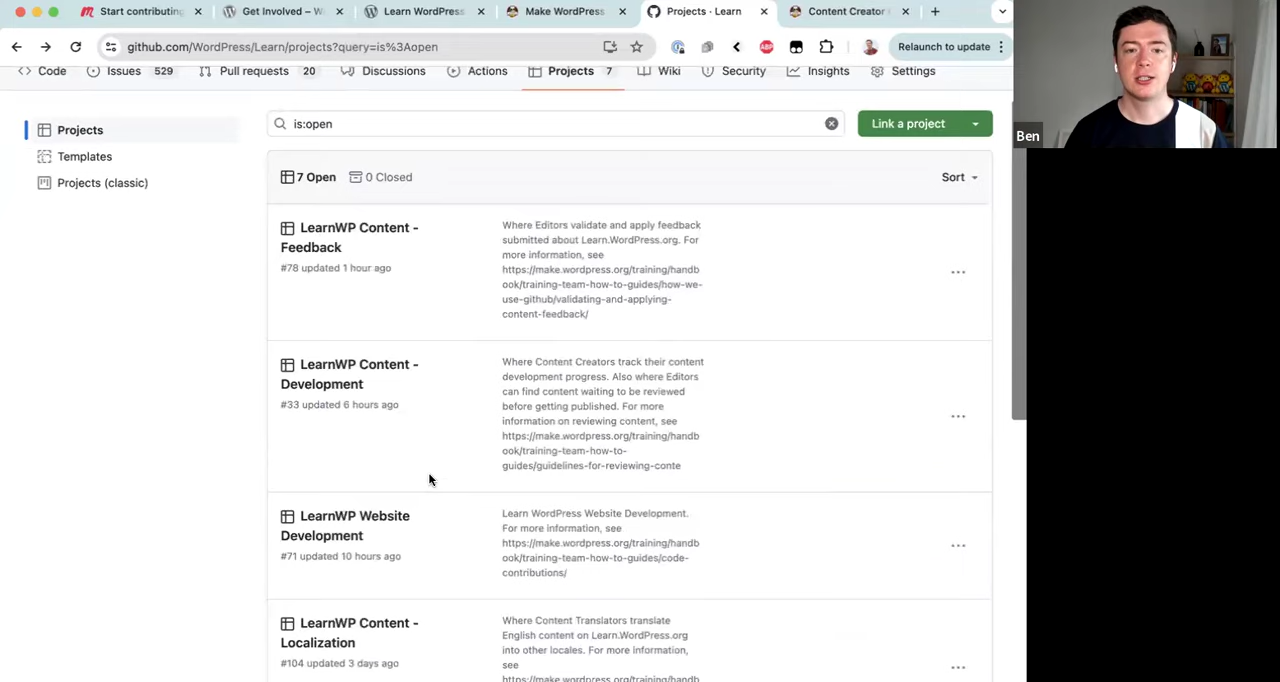 Start contributing
Get Involved – W
Learn WordPress
Make WordPress
Projects · Learn
Content Creator
github.com/WordPress/Learn/projects?query=is%3Aopen
ABP
Relaunch to update
Code
Issues 529
Pull requests 20
Discussions
Actions
Projects 7
Wiki
Security
Insights
Settings
Ben
Projects
Templates
Projects (classic)
is:open
Link a project
7 Open
0 Closed
Sort
LearnWP Content -
Feedback
#78 updated 1 hour ago
Where Editors validate and apply feedback
submitted about Learn.WordPress.org. For
more information, see
https://make.wordpress.org/training/handb
ook/training-team-how-to-guides/how-we-
use-github/validating-and-applying-
content-feedback/
LearnWP Content -
Development
#33 updated 6 hours ago
Where Content Creators track their content
development progress. Also where Editors
can find content waiting to be reviewed
before getting published. For more
information on reviewing content, see
https://make.wordpress.org/training/handb
ook/training-team-how-to-
guides/guidelines-for-reviewing-conte
LearnWP Website
Development
#71 updated 10 hours ago
Learn WordPress Website Development.
For more information, see
https://make.wordpress.org/training/handb
ook/training-team-how-to-guides/code-
contributions/
LearnWP Content -
Localization
#104 updated 3 days ago
Where Content Translators translate
English content on Learn.WordPress.org
into other locales. For more information,
see
https://make.wordpress.org/training/handb